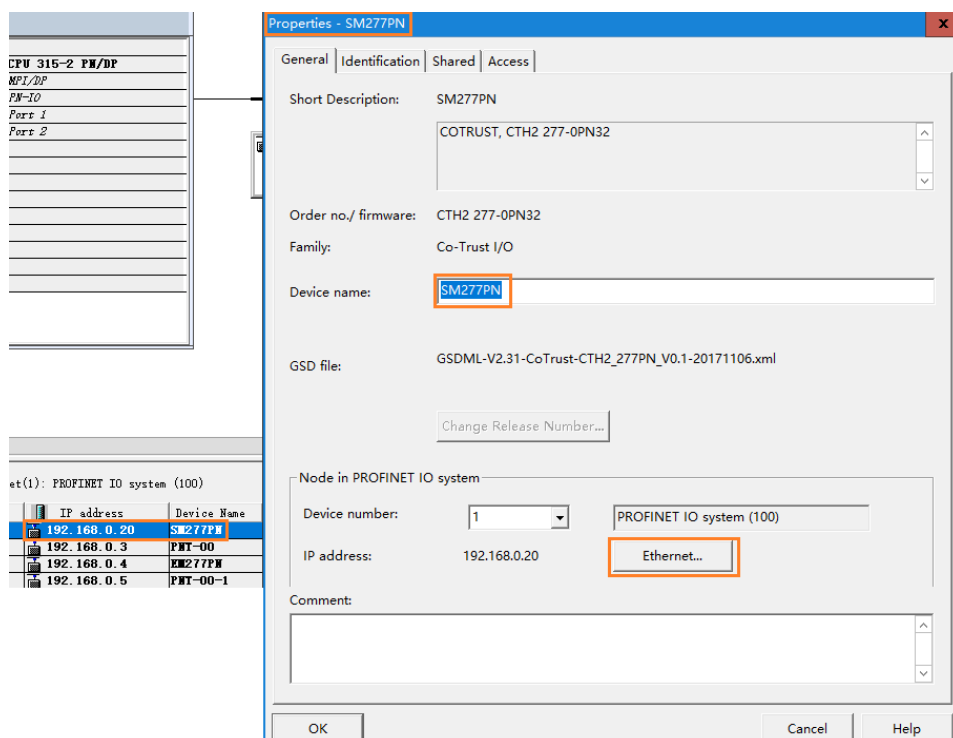 Properties - SM277PN
x
CPU 315-2 PN/DP
MPI/DP
PN-IO
Port 1
Port 2
General Identification Shared Access
Short Description: SM277PN
COTRUST, CTH2 277-0PN32
Order no./ firmware: CTH2 277-0PN32
Family: Co-Trust I/O
Device name: SM277PN
GSD file: GSDML-V2.31-CoTrust-CTH2_277PN_V0.1-20171106.xml
Change Release Number...
Node in PROFINET IO system
Device number: 1 PROFINET IO system (100)
IP address: 192.168.0.20 Ethernet...
Comment:
OK Cancel Help
et(1): PROFINET IO system (100)
IP address Device Name
192.168.0.20 SM277PN
192.168.0.3 PNT-00
192.168.0.4 EM277PN
192.168.0.5 PNT-00-1